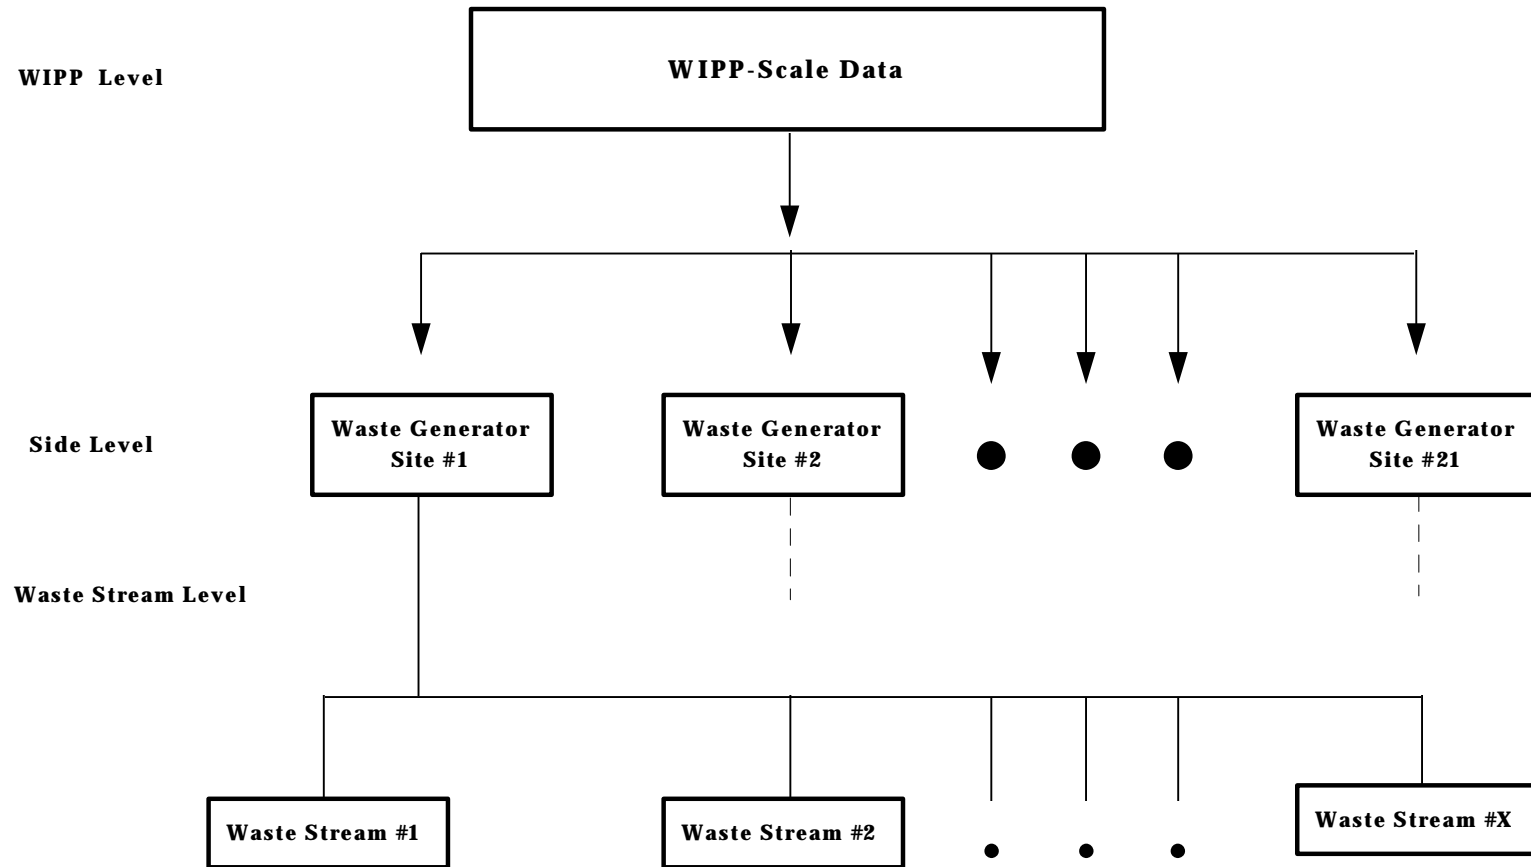 WIPP-Scale Data
WIPP Level
Waste Generator
Site #1
Waste Generator
Site #2
Waste Generator
Site #21
Side Level
Waste Stream Level
Waste Stream #1
Waste Stream #2
Waste Stream #X